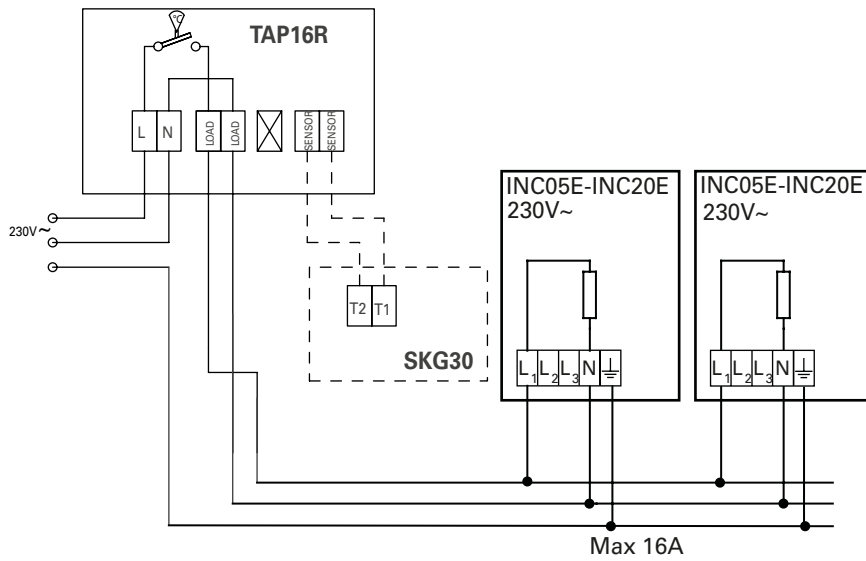 °C
TAP16R
L N LOAD LOAD SENSOR SENSOR
230V~
T2 T1
SKG30
INC05E-INC20E
230V~
L1 L2 L3 N
INC05E-INC20E
230V~
L1 L2 L3 N
Max 16A